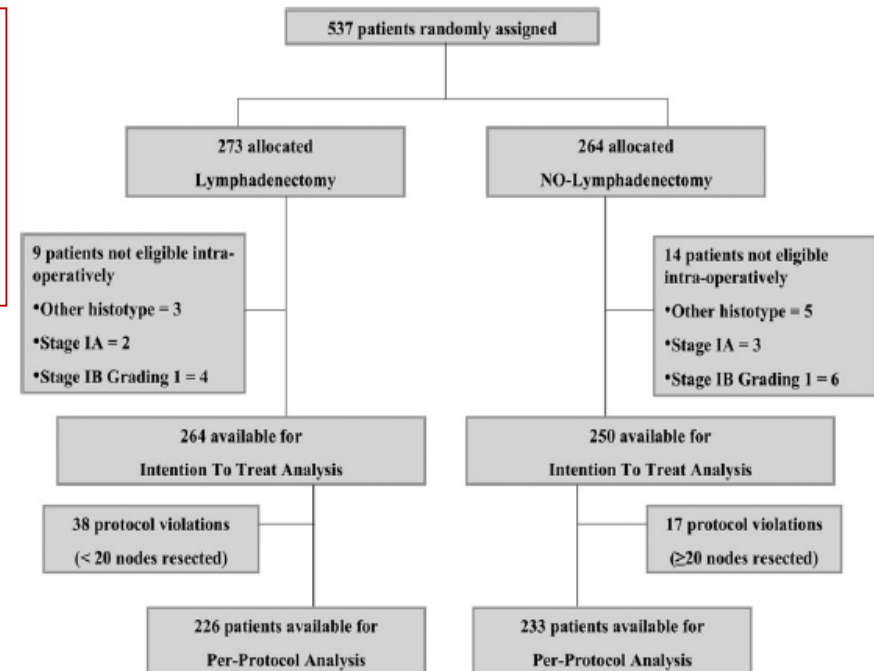 537 patients randomly assigned
273 allocated
Lymphadenectomy
264 allocated
NO-Lymphadenectomy
9 patients not eligible intra-
operatively
•Other histotype = 3
•Stage IA = 2
•Stage IB Grading 1 = 4
14 patients not eligible
intra-operatively
•Other histotype = 5
•Stage IA = 3
•Stage IB Grading 1 = 6
264 available for
Intention To Treat Analysis
250 available for
Intention To Treat Analysis
38 protocol violations
(< 20 nodes resected)
17 protocol violations
(≥20 nodes resected)
226 patients available for
Per-Protocol Analysis
233 patients available for
Per-Protocol Analysis